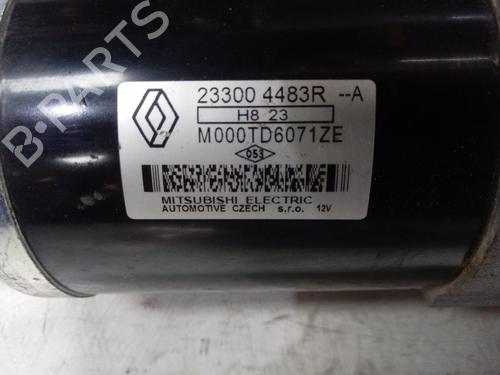 23300 4483R --A
H8 23
M000TD6071ZE
053
MITSUBISHI ELECTRIC
AUTOMOTIVE CZECH s.r.o. 12V
B-PARTS